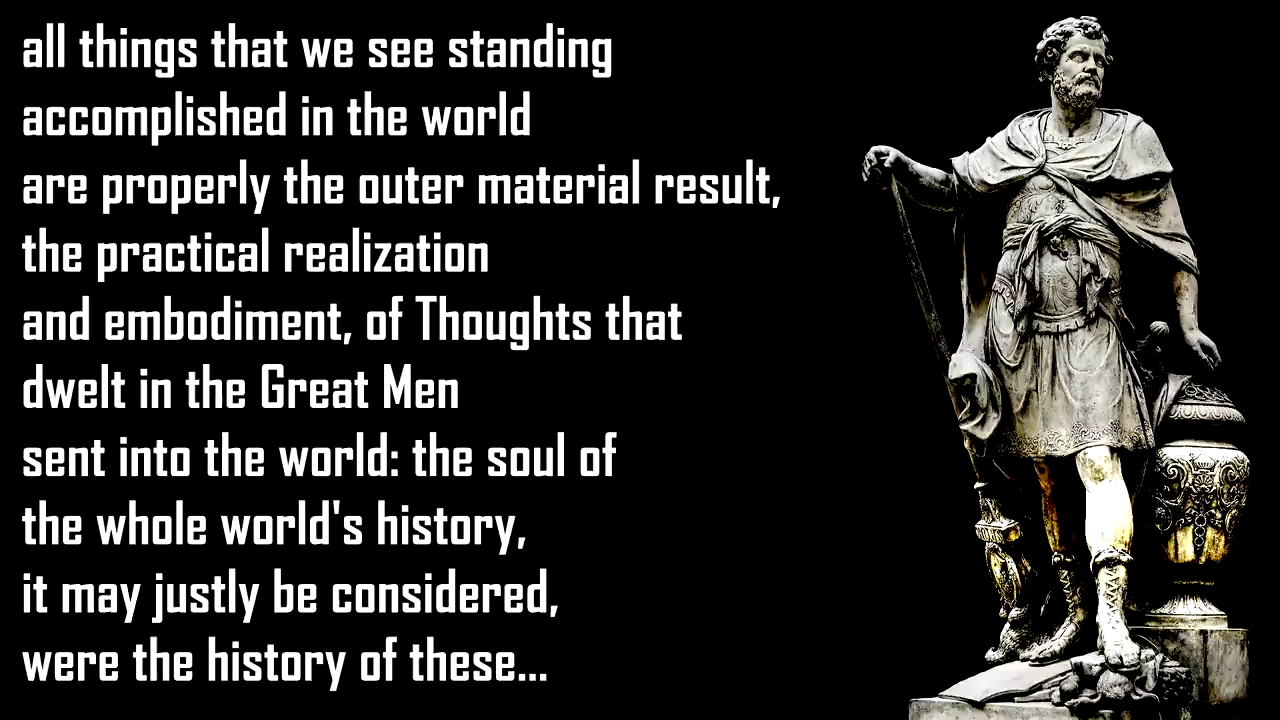 all things that we see standing
accomplished in the world
are properly the outer material result,
the practical realization
and embodiment, of Thoughts that
dwelt in the Great Men
sent into the world: the soul of
the whole world's history,
it may justly be considered,
were the history of these...